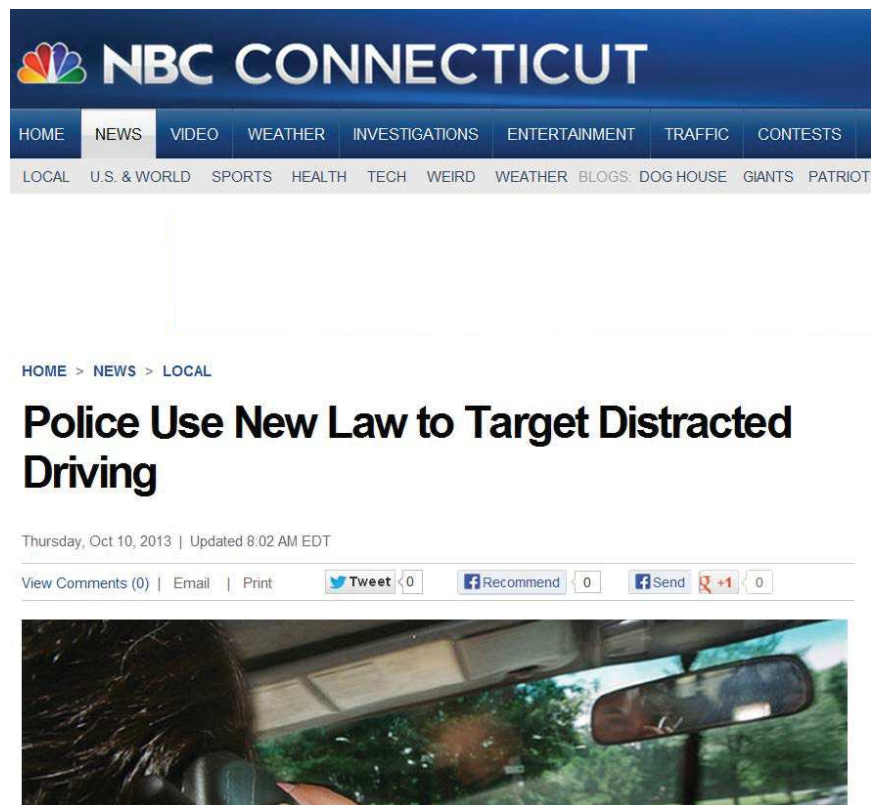 NBC CONNECTICUT
HOME NEWS VIDEO WEATHER INVESTIGATIONS ENTERTAINMENT TRAFFIC CONTESTS
LOCAL U.S. & WORLD SPORTS HEALTH TECH WEIRD WEATHER BLOGS: DOG HOUSE GIANTS PATRIOT
HOME > NEWS > LOCAL
Police Use New Law to Target Distracted
Driving
Thursday, Oct 10, 2013 | Updated 8:02 AM EDT
View Comments (0) | Email | Print Tweet 0 Recommend 0 Send +1 0